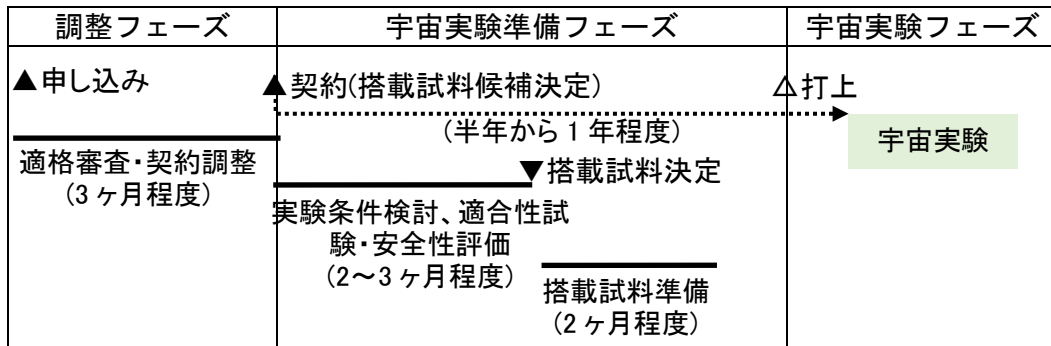 調整フェーズ
宇宙実験準備フェーズ
宇宙実験フェーズ
▲申し込み
▲契約(搭載試料候補決定)
△打上
(半年から1年程度)
宇宙実験
適格審査・契約調整
(3ヶ月程度)
▼搭載試料決定
実験条件検討、適合性試
験・安全性評価
(2～3ヶ月程度)
搭載試料準備
(2ヶ月程度)